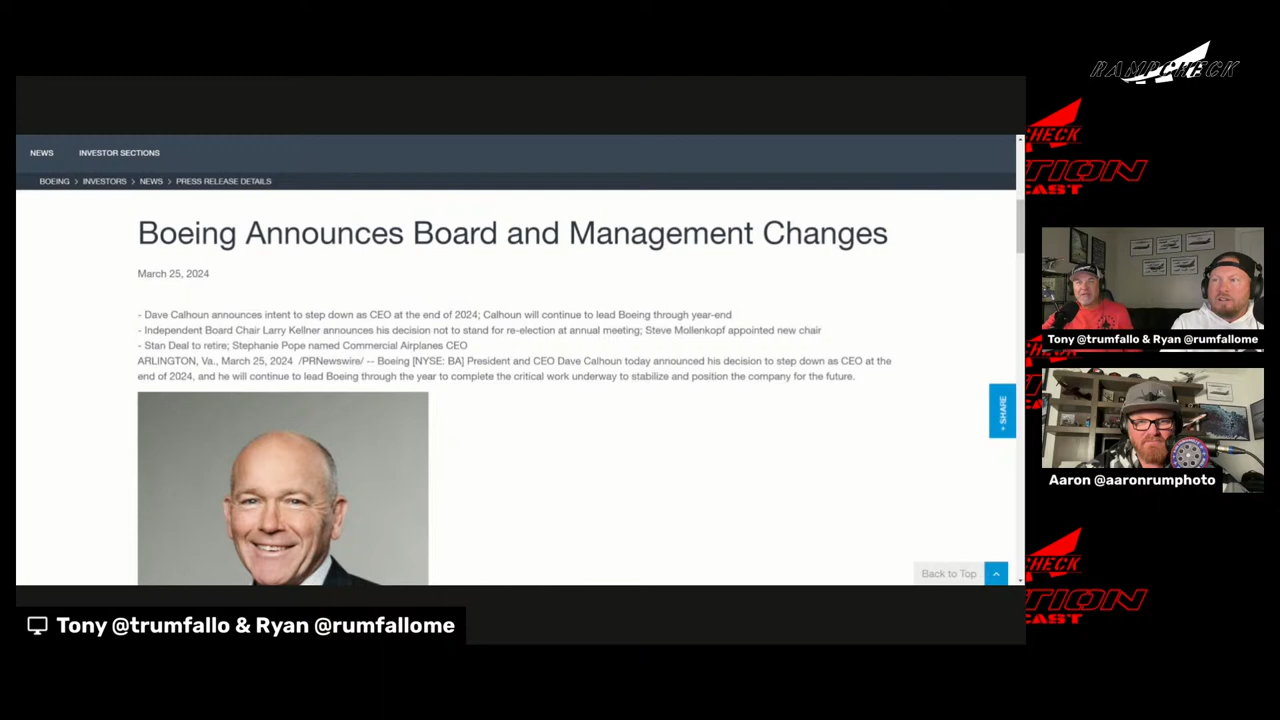 RAMPCHECK
NEWS INVESTOR SECTIONS
BOEING > INVESTORS > NEWS > PRESS RELEASE DETAILS
Boeing Announces Board and Management Changes
March 25, 2024
- Dave Calhoun announces intent to step down as CEO at the end of 2024; Calhoun will continue to lead Boeing through year-end
- Independent Board Chair Larry Kellner announces his decision not to stand for re-election at annual meeting; Steve Mollenkopf appointed new chair
- Stan Deal to retire; Stephanie Pope named Commercial Airplanes CEO
ARLINGTON, Va., March 25, 2024 /PRNewswire/ -- Boeing [NYSE: BA] President and CEO Dave Calhoun today announced his decision to step down as CEO at the
end of 2024, and he will continue to lead Boeing through the year to complete the critical work underway to stabilize and position the company for the future.
+ SHARE
Back to Top
Tony @trumfallo & Ryan @rumfallome
HECK
TION
CAST
Tony @trumfallo & Ryan @rumfallome
Aaron @aaronrumphoto
HECK
TION
CAST